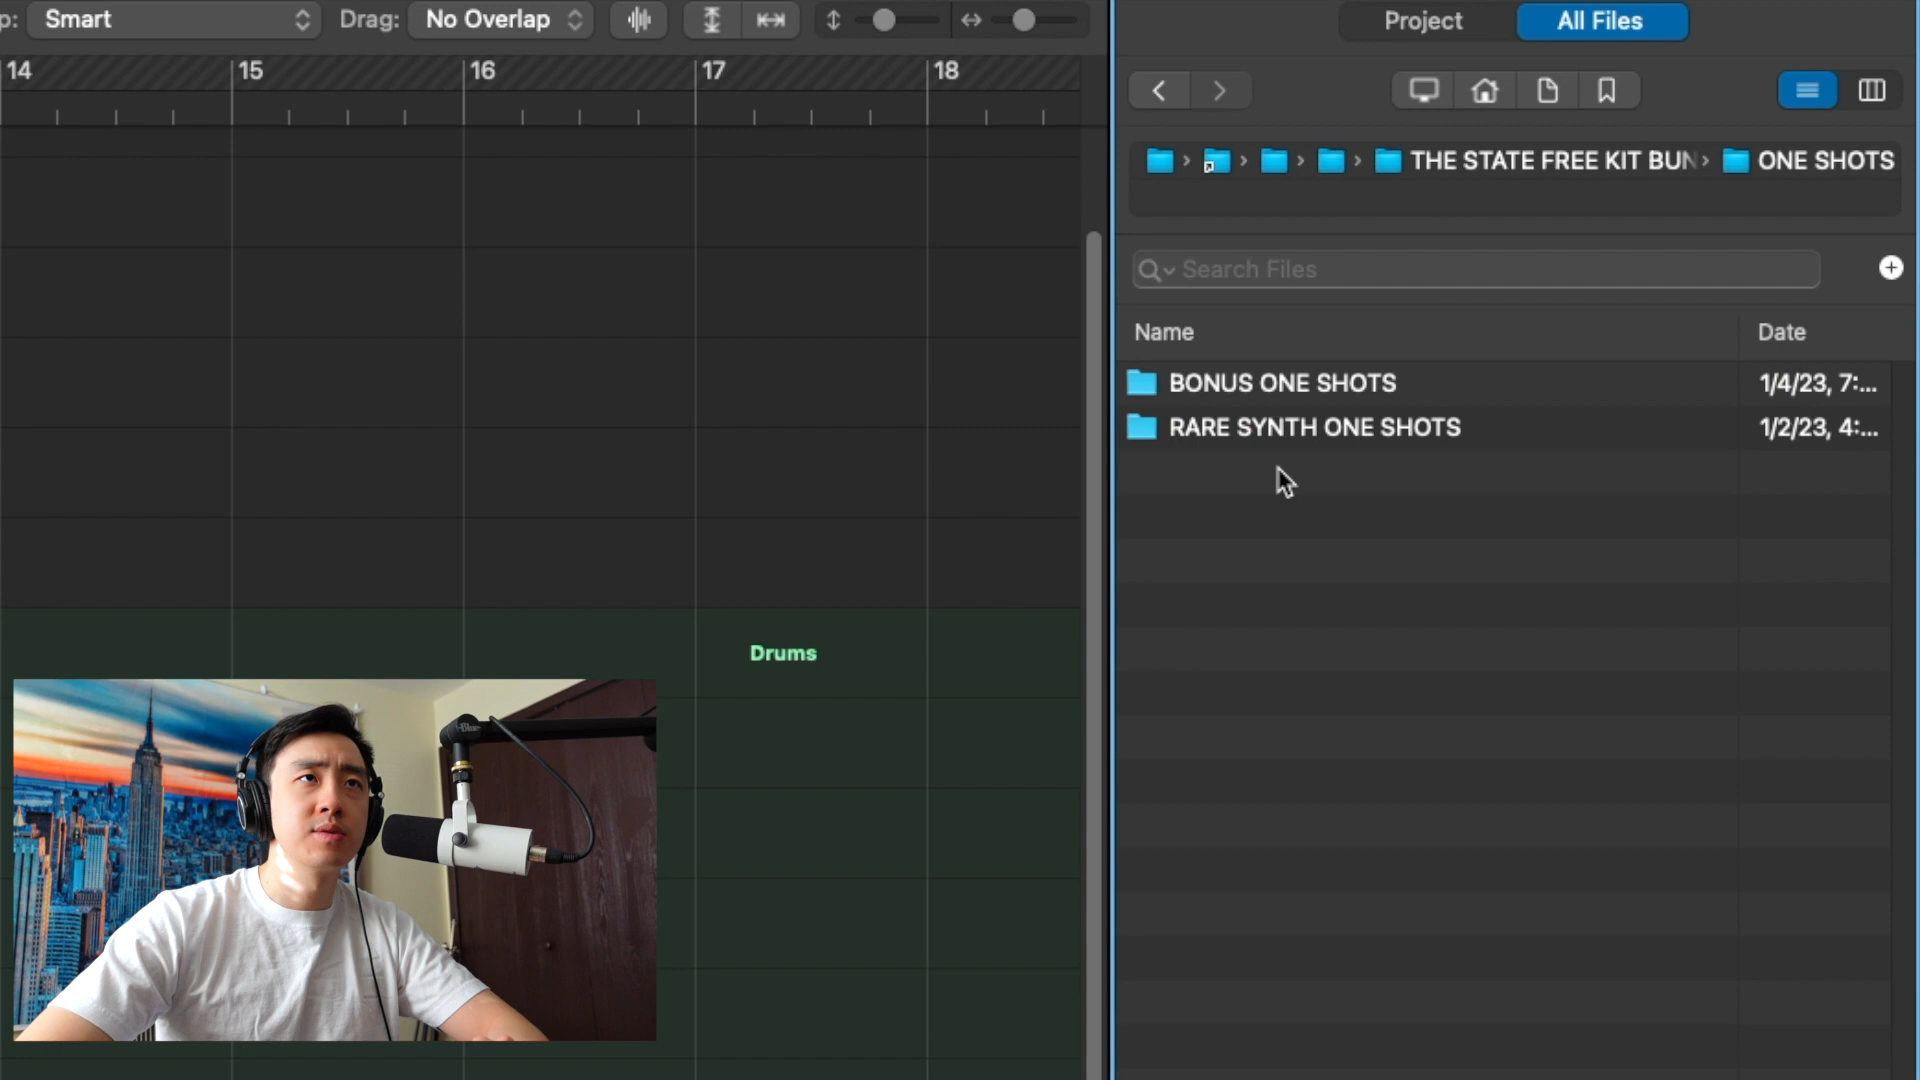 p: Smart Drag: No Overlap
Project All Files
14 15 16 17 18
THE STATE FREE KIT BUN ONE SHOTS
Search Files
Name Date
BONUS ONE SHOTS 1/4/23, 7:...
RARE SYNTH ONE SHOTS 1/2/23, 4:...
Drums